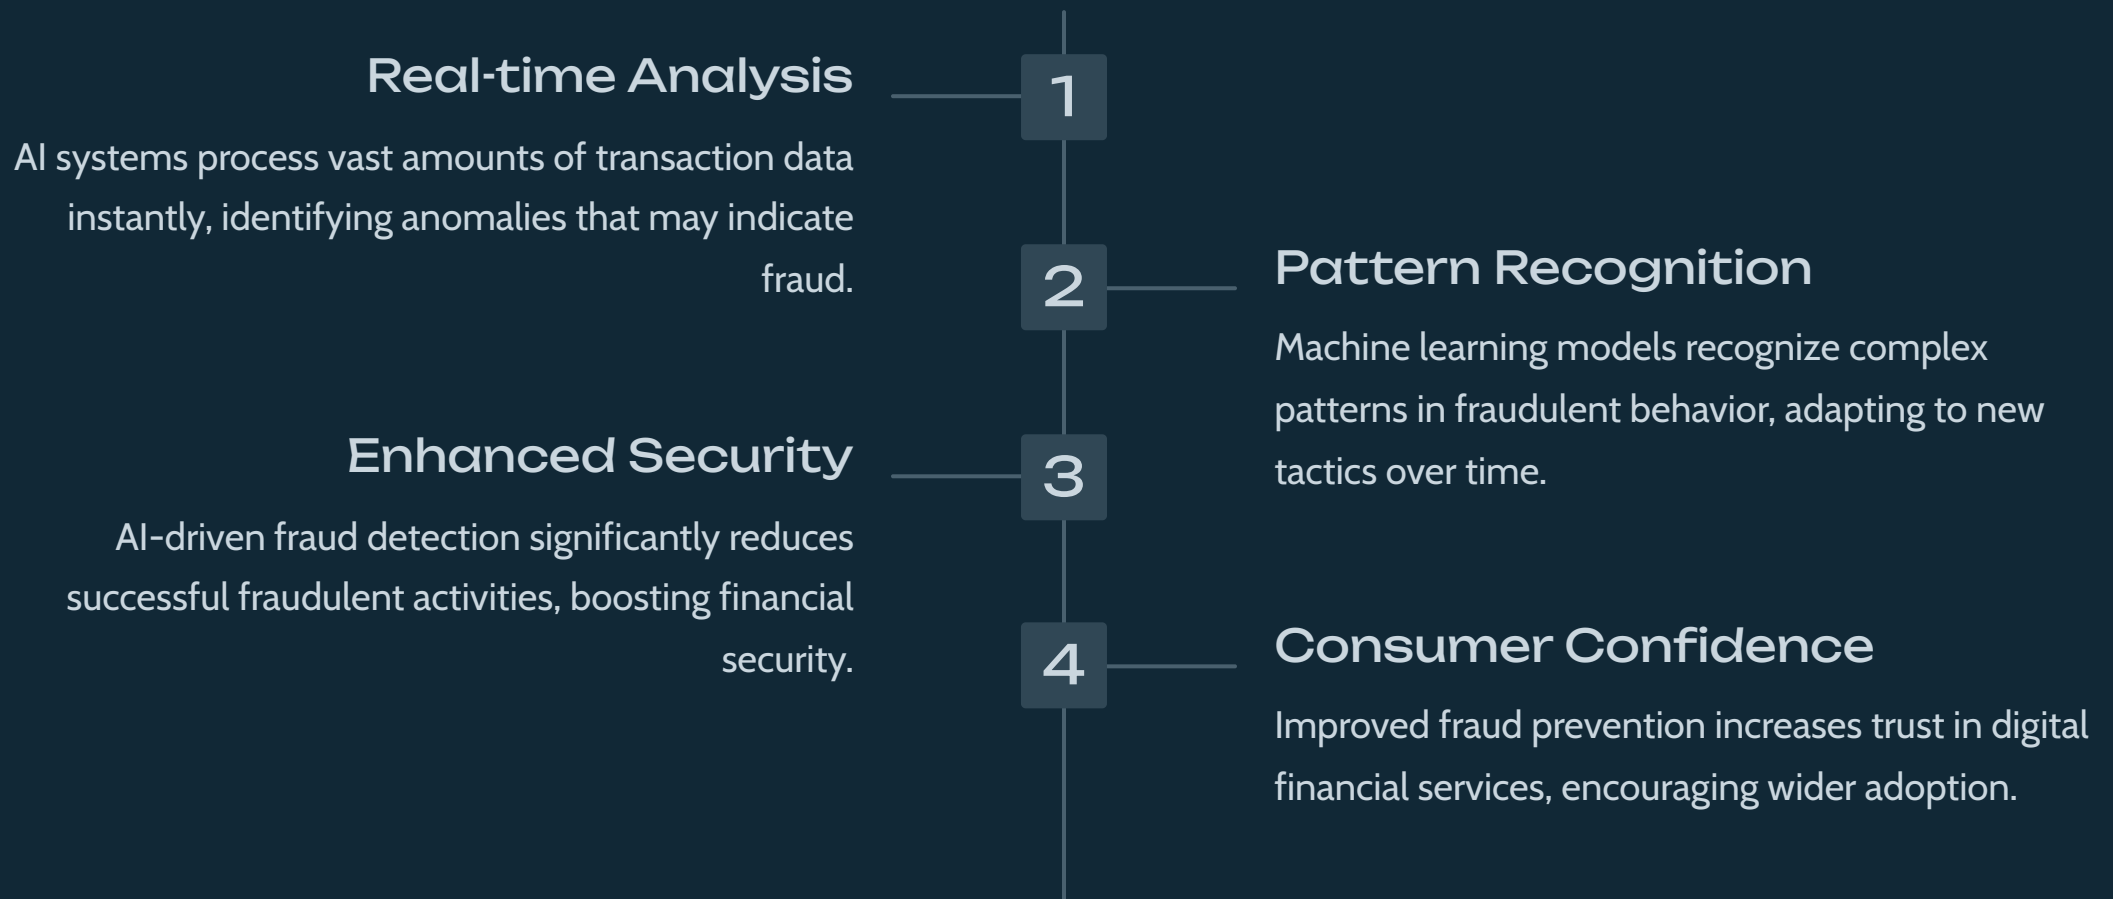 Real-time Analysis
1
AI systems process vast amounts of transaction data
instantly, identifying anomalies that may indicate
fraud.
2
Pattern Recognition
Machine learning models recognize complex
patterns in fraudulent behavior, adapting to new
tactics over time.
Enhanced Security
3
AI-driven fraud detection significantly reduces
successful fraudulent activities, boosting financial
security.
4
Consumer Confidence
Improved fraud prevention increases trust in digital
financial services, encouraging wider adoption.